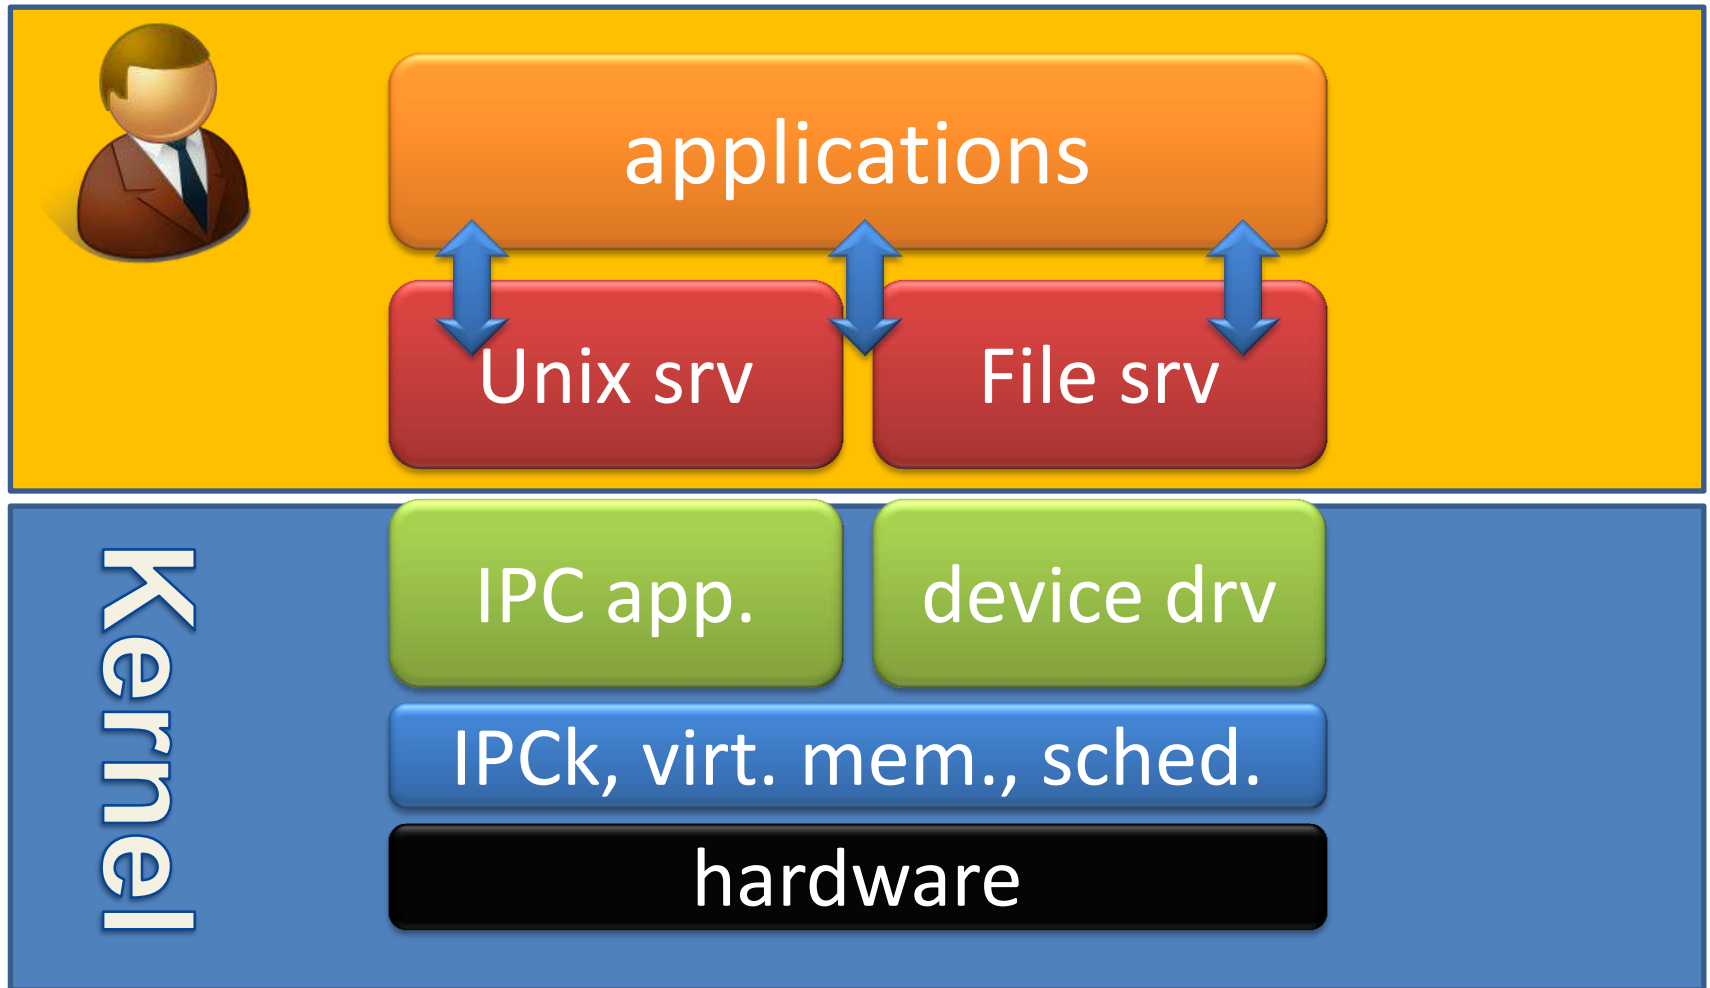 applications
Unix srv
File srv
Kernel
IPC app.
device drv
IPCk, virt. mem., sched.
hardware